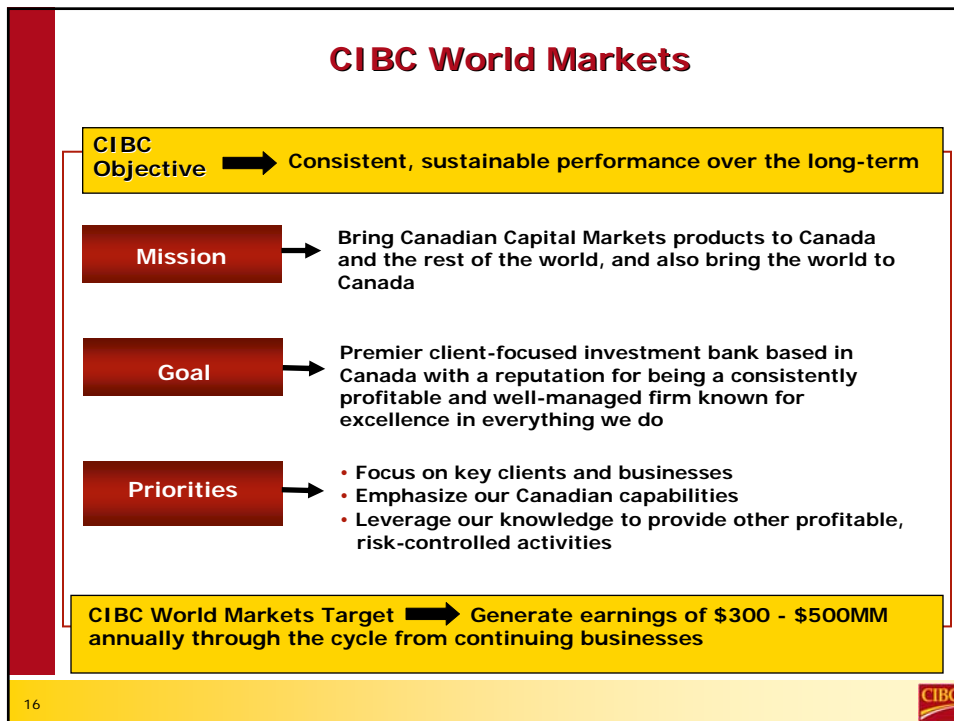 CIBC World Markets
CIBC
Objective
Consistent, sustainable performance over the long-term
Mission
Bring Canadian Capital Markets products to Canada
and the rest of the world, and also bring the world to
Canada
Goal
Premier client-focused investment bank based in
Canada with a reputation for being a consistently
profitable and well-managed firm known for
excellence in everything we do
Priorities
• Focus on key clients and businesses
• Emphasize our Canadian capabilities
• Leverage our knowledge to provide other profitable,
risk-controlled activities
CIBC World Markets Target Generate earnings of $300 - $500MM
annually through the cycle from continuing businesses
16
CIBC